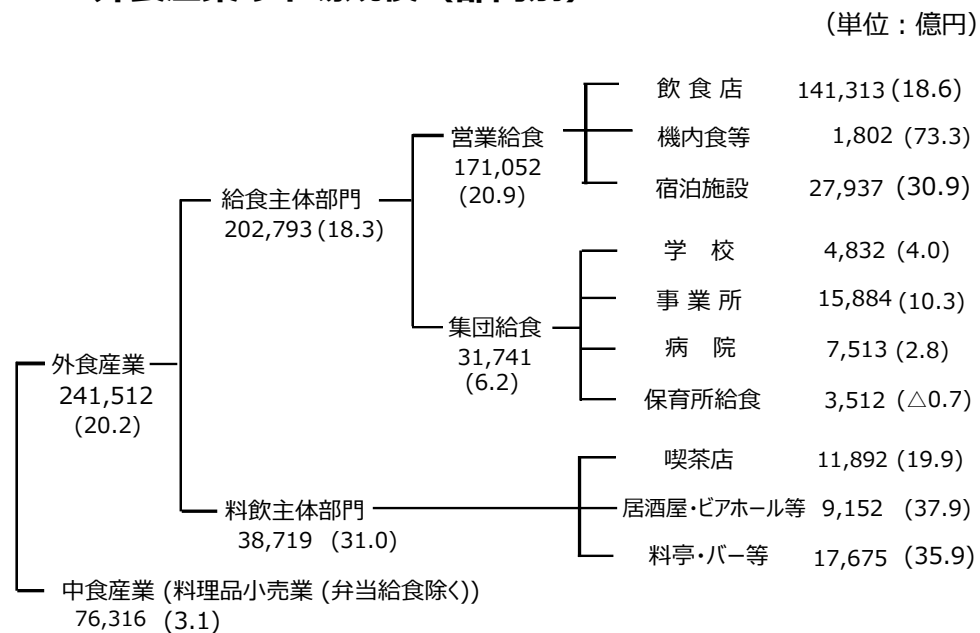 (単位：億円)
飲 食 店 141,313 (18.6)
営業給食
機内食等 1,802 (73.3)
171,052
(20.9)
宿泊施設 27,937 (30.9)
給食主体部門
202,793 (18.3)
学 校 4,832 (4.0)
事 業 所 15,884 (10.3)
集団給食
31,741
(6.2)
病 院 7,513 (2.8)
外食産業
241,512
(20.2)
保育所給食 3,512 (△0.7)
喫茶店 11,892 (19.9)
料飲主体部門
38,719 (31.0)
居酒屋・ビアホール等 9,152 (37.9)
料亭・バー等 17,675 (35.9)
中食産業 (料理品小売業 (弁当給食除く))
76,316 (3.1)